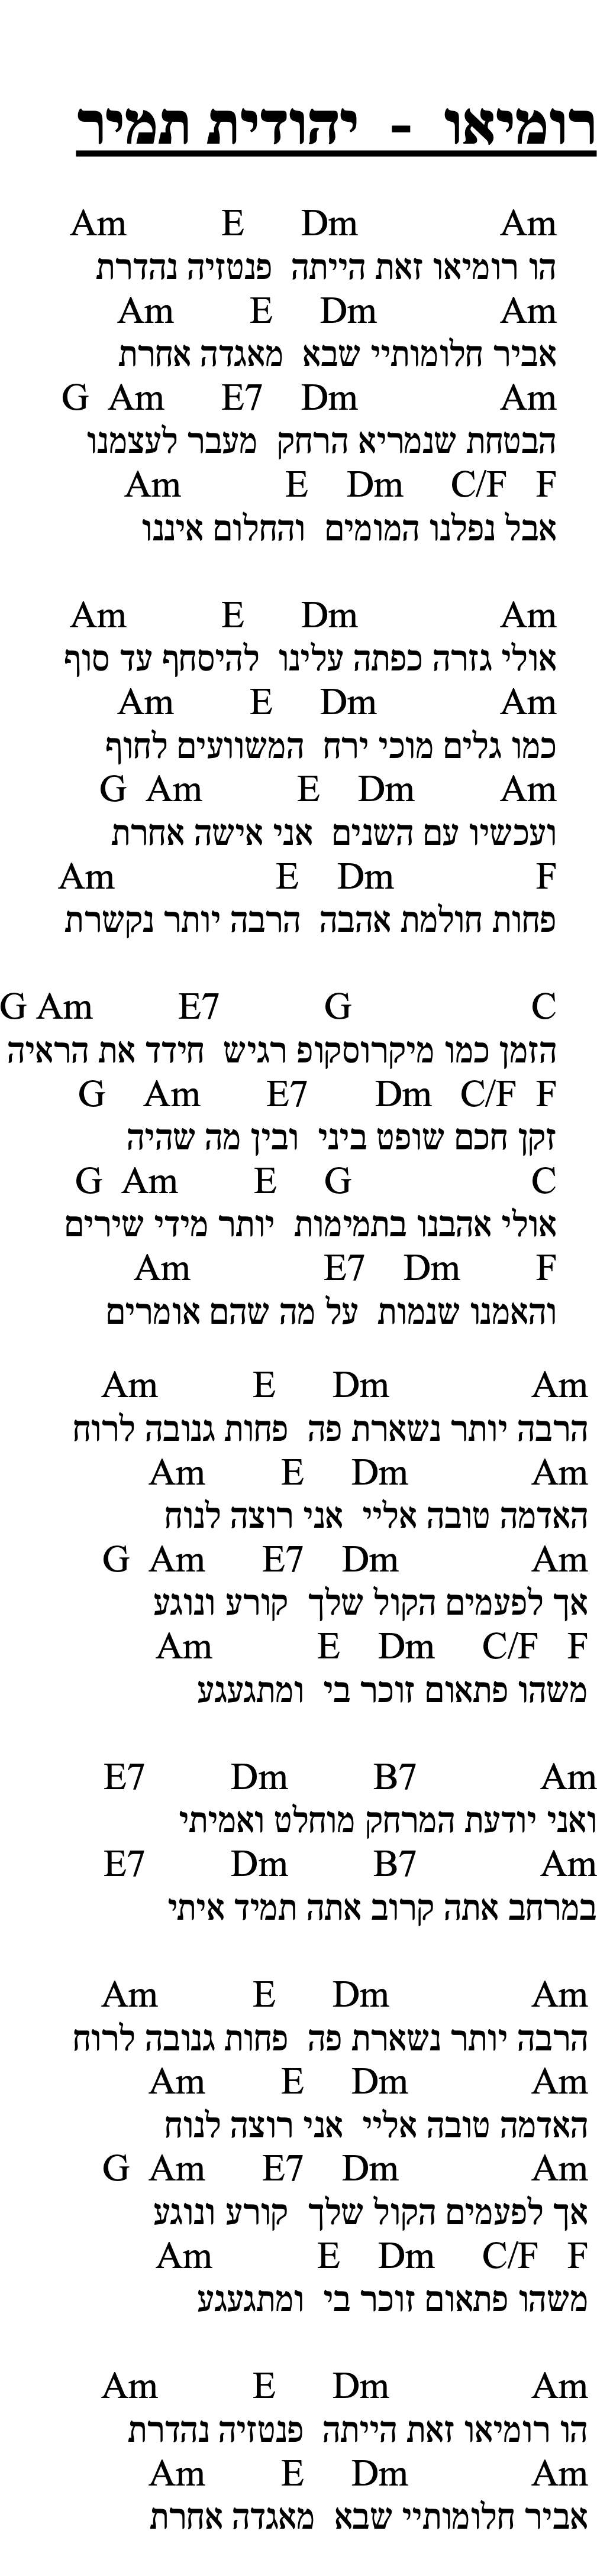 רומיאו - יהודית תמיר
Am E Dm Am
הו רומיאו זאת הייתה פנטזיה נהדרת
Am E Dm Am
אביר חלומותיי שבא מאגדה אחרת
G Am E7 Dm Am
הבטחת שנמריא הרחק מעבר לעצמנו
Am E Dm C/F F
אבל נפלנו המומים והחלום איננו
Am E Dm Am
אולי גזרה כפתה עלינו להיסחף עד סוף
Am E Dm Am
כמו גלים מוכי ירח המשוועים לחוף
G Am E Dm Am
ועכשיו עם השנים אני אישה אחרת
Am E Dm F
פחות חולמת אהבה הרבה יותר נקשרת
G Am E7 G C
הזמן כמו מיקרוסקופ רגיש חידד את הראיה
G Am E7 Dm C/F F
זקן חכם שופט ביני ובין מה שהיה
G Am E G C
אולי אהבנו בתמימות יותר מידי שירים
Am E7 Dm F
והאמנו שנמות על מה שהם אומרים
Am E Dm Am
הרבה יותר נשארת פה פחות גנובה לרוח
Am E Dm Am
האדמה טובה אליי אני רוצה לנוח
G Am E7 Dm Am
אך לפעמים הקול שלך קורע ונוגע
Am E Dm C/F F
משהו פתאום זוכר בי ומתגעגע
E7 Dm B7 Am
ואני יודעת המרחק מוחלט ואמיתי
E7 Dm B7 Am
במרחב אתה קרוב אתה תמיד איתי
Am E Dm Am
הרבה יותר נשארת פה פחות גנובה לרוח
Am E Dm Am
האדמה טובה אליי אני רוצה לנוח
G Am E7 Dm Am
אך לפעמים הקול שלך קורע ונוגע
Am E Dm C/F F
משהו פתאום זוכר בי ומתגעגע
Am E Dm Am
הו רומיאו זאת הייתה פנטזיה נהדרת
Am E Dm Am
אביר חלומותיי שבא מאגדה אחרת